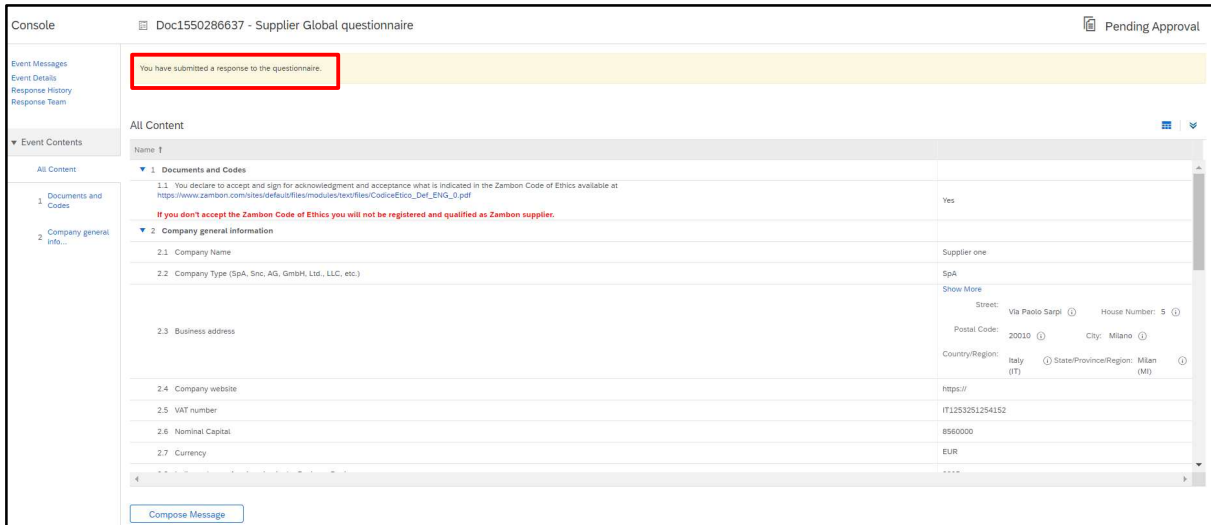 Console
Doc1550286637 - Supplier Global questionnaire
Pending Approval
Event Messages
Event Details
Response History
Response Team
You have submitted a response to the questionnaire.
All Content
▼ Event Contents
All Content
1 Documents and
Codes
2 Company general
info...
Name ↑
▼ 1 Documents and Codes
1.1 You declare to accept and sign for acknowledgment and acceptance what is indicated in the Zambon Code of Ethics available at
https://www.zambon.com/sites/default/files/modules/text/files/CodiceEtico_Def_ENG_0.pdf
If you don't accept the Zambon Code of Ethics you will not be registered and qualified as Zambon supplier.
Yes
▼ 2 Company general information
2.1 Company Name Supplier one
2.2 Company Type (SpA, Snc, AG, GmbH, Ltd., LLC, etc.) SpA
2.3 Business address
Show More
Street: Via Paolo Sarpi House Number: 5
Postal Code: 20010 City: Milano
Country/Region: Italy (IT) State/Province/Region: Milan (MI)
2.4 Company website https://
2.5 VAT number IT1253251254152
2.6 Nominal Capital 8560000
2.7 Currency EUR
Compose Message